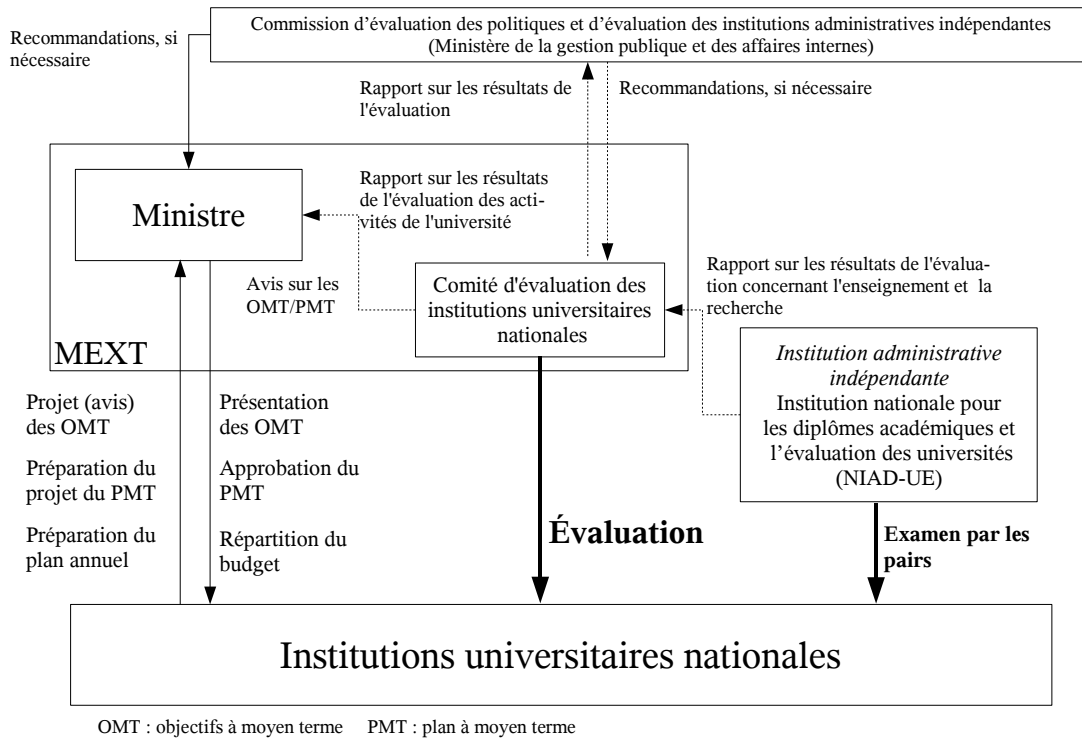 Commission d'évaluation des politiques et d'évaluation des institutions administratives indépendantes
(Ministère de la gestion publique et des affaires internes)
Recommandations, si
nécessaire
Rapport sur les résultats de
l'évaluation
Recommandations, si nécessaire
Ministre
Rapport sur les résultats
de l'évaluation des acti-
vités de l'université
Avis sur les
OMT/PMT
Comité d'évaluation des
institutions universitaires
nationales
Rapport sur les résultats de l'évalua-
tion concernant l'enseignement et la
recherche
MEXT
Institution administrative
indépendante
Institution nationale pour
les diplômes académiques et
l’évaluation des universités
(NIAD-UE)
Projet (avis)
des OMT
Préparation du
projet du PMT
Préparation du
plan annuel
Présentation
des OMT
Approbation du
PMT
Répartition du
budget
Évaluation
Examen par les
pairs
Institutions universitaires nationales
OMT : objectifs à moyen terme PMT : plan à moyen terme